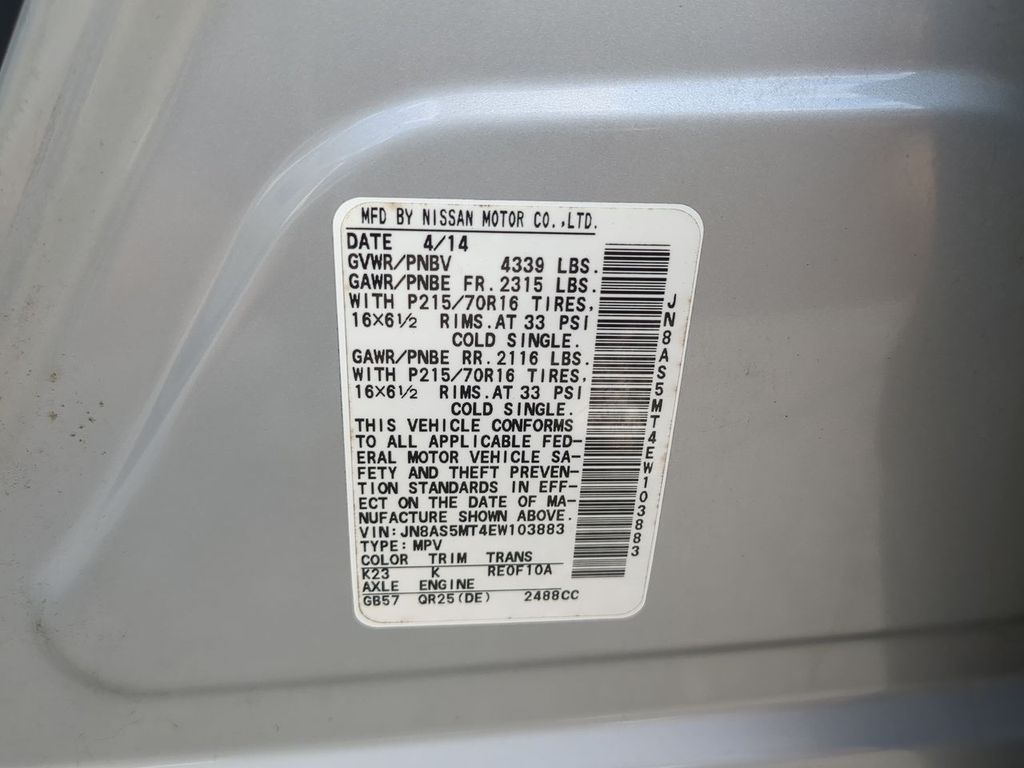 MFD BY NISSAN MOTOR CO.,LTD.
DATE 4/14
GVWR/PNBV 4339 LBS.
GAWR/PNBE FR. 2315 LBS.
WITH P215/70R16 TIRES,
16×6½ RIMS.AT 33 PSI
COLD SINGLE.
GAWR/PNBE RR. 2116 LBS.
WITH P215/70R16 TIRES,
16×6½ RIMS.AT 33 PSI
COLD SINGLE.
THIS VEHICLE CONFORMS
TO ALL APPLICABLE FED-
ERAL MOTOR VEHICLE SA-
FETY AND THEFT PREVEN-
TION STANDARDS IN EFF-
ECT ON THE DATE OF MA-
NUFACTURE SHOWN ABOVE.
VIN:JN8AS5MT4EW103883
TYPE:MPV
COLOR TRIM TRANS
K23 K RE0F10A
AXLE ENGINE
GB57 QR25(DE) 2488CC
JN8AS5MT4EW103883